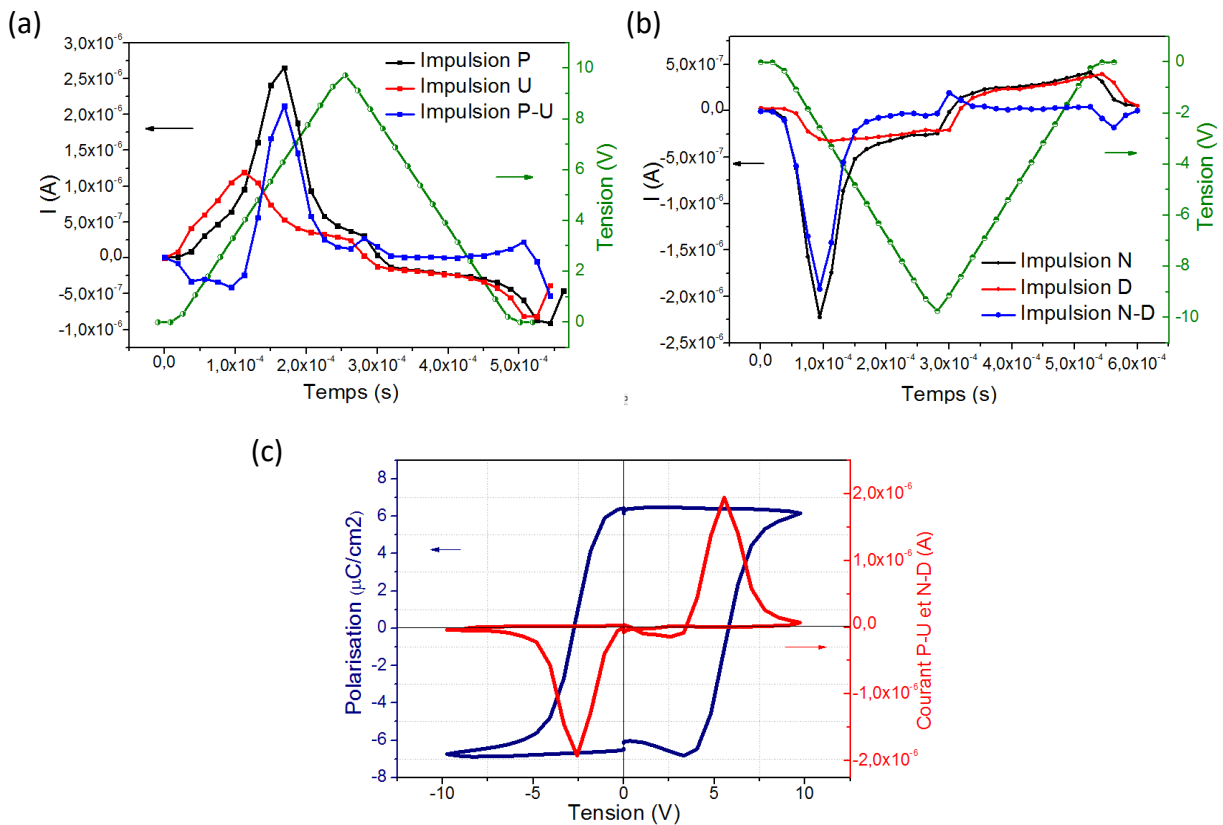 (a)
3,0x10⁻⁶
2,5x10⁻⁶
2,0x10⁻⁶
1,5x10⁻⁶
1,0x10⁻⁶
5,0x10⁻⁷
0,0
-5,0x10⁻⁷
-1,0x10⁻⁶
I (A)
Impulsion P
Impulsion U
Impulsion P-U
10
8
6
4
2
0
Tension (V)
0,0 1,0x10⁻⁴ 2,0x10⁻⁴ 3,0x10⁻⁴ 4,0x10⁻⁴ 5,0x10⁻⁴
Temps (s)
(b)
5,0x10⁻⁷
0,0
-5,0x10⁻⁷
-1,0x10⁻⁶
-1,5x10⁻⁶
-2,0x10⁻⁶
-2,5x10⁻⁶
I (A)
Impulsion N
Impulsion D
Impulsion N-D
0
-2
-4
-6
-8
-10
Tension (V)
0,0 1,0x10⁻⁴ 2,0x10⁻⁴ 3,0x10⁻⁴ 4,0x10⁻⁴ 5,0x10⁻⁴ 6,0x10⁻⁴
Temps (s)
(c)
8
6
4
2
0
-2
-4
-6
-8
Polarisation (µC/cm2)
2,0x10⁻⁶
1,0x10⁻⁶
0,0
-1,0x10⁻⁶
-2,0x10⁻⁶
Courant P-U et N-D (A)
-10 -5 0 5 10
Tension (V)